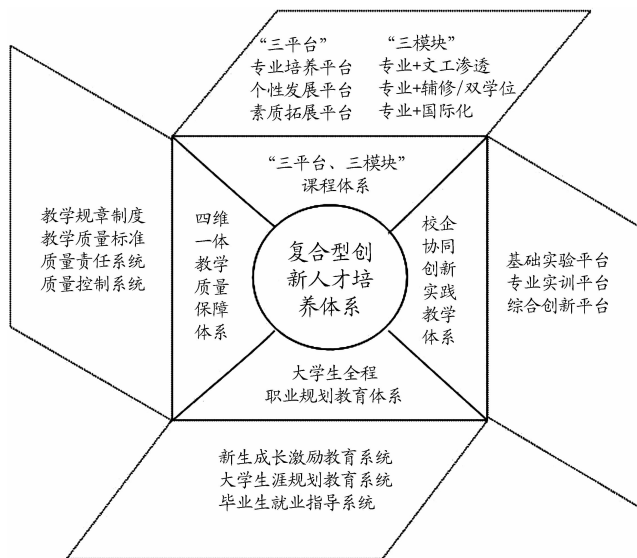 “三平台”
专业培养平台
个性发展平台
素质拓展平台
“三模块”
专业+文工渗透
专业+辅修/双学位
专业+国际化
“三平台、三模块”
课程体系
教学规章制度
教学质量标准
质量责任系统
质量控制系统
四维
一体
教学
质量
保障
体系
复合型创
新人才培
养体系
校企
协同
创新
实践
教学
体系
基础实验平台
专业实训平台
综合创新平台
大学生全程
职业规划教育体系
新生成长激励教育系统
大学生涯规划教育系统
毕业生就业指导系统